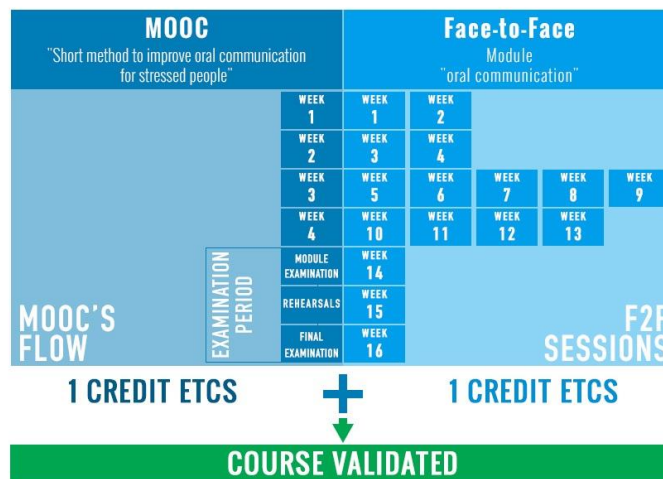 MOOC
"Short method to improve oral communication
for stressed people"
Face-to-Face
Module
"oral communication"
WEEK
1
WEEK
1
WEEK
2
WEEK
2
WEEK
3
WEEK
4
WEEK
3
WEEK
5
WEEK
6
WEEK
7
WEEK
8
WEEK
9
WEEK
4
WEEK
10
WEEK
11
WEEK
12
WEEK
13
EXAMINATION
PERIOD
MODULE
EXAMINATION
WEEK
14
REHEARSALS
WEEK
15
FINAL
EXAMINATION
WEEK
16
MOOC'S
FLOW
F2F
SESSIONS
1 CREDIT ETCS
+
1 CREDIT ETCS
COURSE VALIDATED